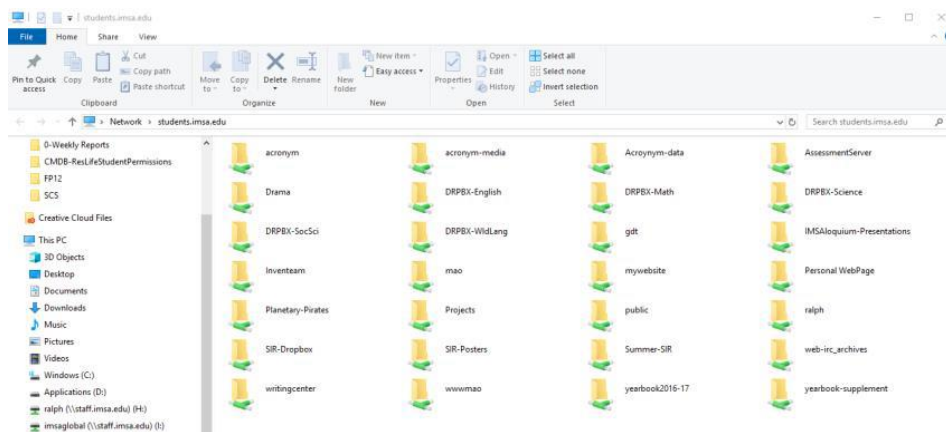 students.imsa.edu
File Home Share View
Pin to Quick access
Copy
Paste
Cut
Copy path
Paste shortcut
Clipboard
Move to
Copy to
Delete
Rename
Organize
New folder
New item
Easy access
New
Properties
Open
Edit
History
Open
Select all
Select none
Invert selection
Select
Network > students.imsa.edu
Search students.imsa.edu
0-Weekly Reports
CMDB-ResLifeStudentPermissions
FP12
SCS
Creative Cloud Files
This PC
3D Objects
Desktop
Documents
Downloads
Music
Pictures
Videos
Windows (C:)
Applications (D:)
ralph (\\staff.imsa.edu) (H:)
imsaglobal (\\staff.imsa.edu) (I:)
acronym acronym-media Acroynym-data AssessmentServer
Drama DRPBX-English DRPBX-Math DRPBX-Science
DRPBX-SocSci DRPBX-WldLang gdt IMSAloquium-Presentations
Inventeam mao mywebsite Personal WebPage
Planetary-Pirates Projects public ralph
SIR-Dropbox SIR-Posters Summer-SIR web-irc_archives
writingcenter wwwmao yearbook2016-17 yearbook-supplement